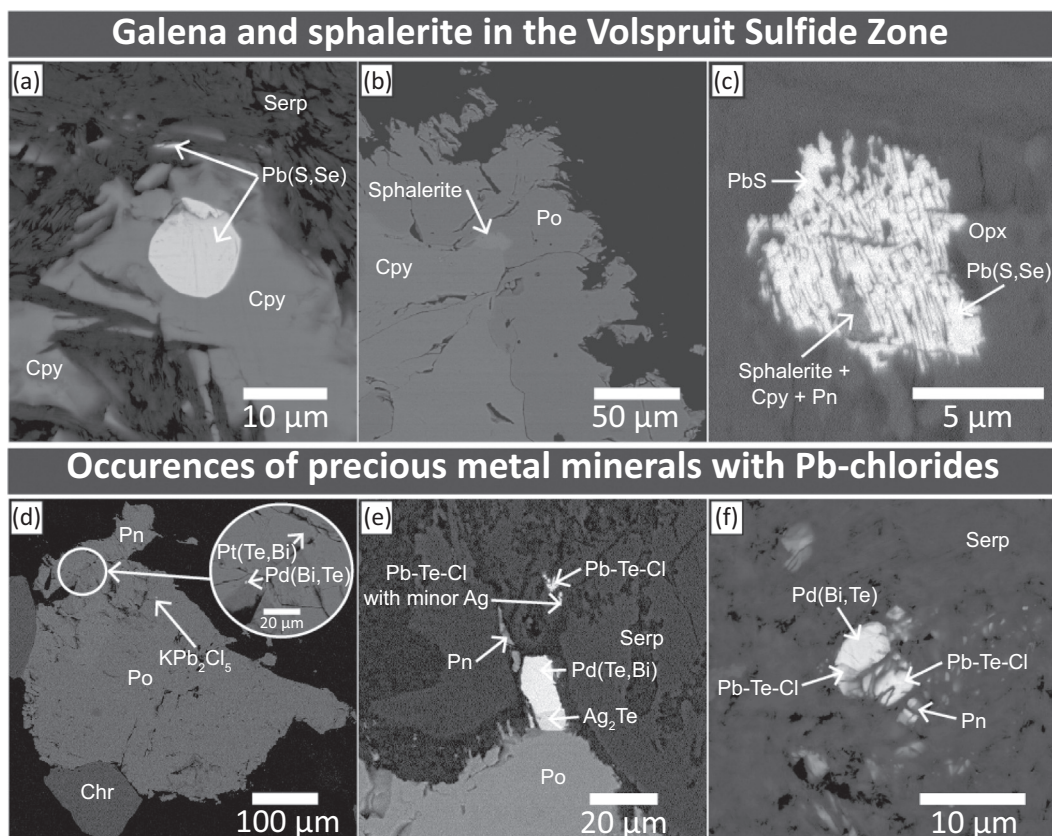 Galena and sphalerite in the Volspruit Sulfide Zone
(a)
Serp
Pb(S,Se)
Cpy
Cpy
10 µm
(b)
Sphalerite
Po
Cpy
50 µm
(c)
PbS
Opx
Pb(S,Se)
Sphalerite +
Cpy + Pn
5 µm
Occurences of precious metal minerals with Pb-chlorides
(d)
Pn
Pt(Te,Bi)
Pd(Bi,Te)
20 µm
KPb₂Cl₅
Po
Chr
100 µm
(e)
Pb-Te-Cl
with minor Ag
Pb-Te-Cl
Serp
Pn
Pd(Te,Bi)
Ag₂Te
Po
20 µm
(f)
Serp
Pd(Bi,Te)
Pb-Te-Cl
Pb-Te-Cl
Pn
10 µm